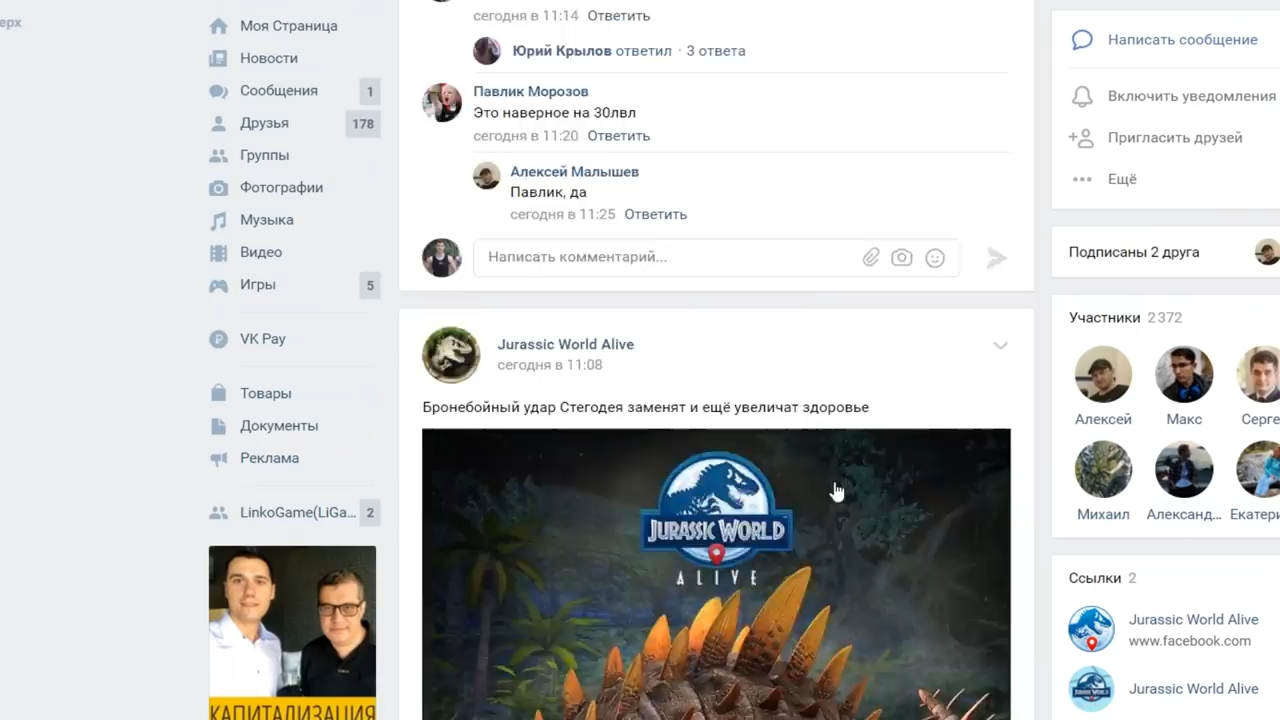 ерх
Моя Страница
Новости
Сообщения 1
Друзья 178
Группы
Фотографии
Музыка
Видео
Игры 5
VK Pay
Товары
Документы
Реклама
LinkoGame(LiGa... 2
КАПИТАЛИЗАЦИЯ
сегодня в 11:14 Ответить
Юрий Крылов ответил · 3 ответа
Павлик Морозов
Это наверное на 30лвл
сегодня в 11:20 Ответить
Алексей Малышев
Павлик, да
сегодня в 11:25 Ответить
Написать комментарий...
Jurassic World Alive
сегодня в 11:08
Бронебойный удар Стегодея заменят и ещё увеличат здоровье
JURASSIC WORLD
ALIVE
Написать сообщение
Включить уведомления
Пригласить друзей
Ещё
Подписаны 2 друга
Участники 2 372
Алексей Макс Серге
Михаил Александ... Екатери
Ссылки 2
Jurassic World Alive
www.facebook.com
Jurassic World Alive